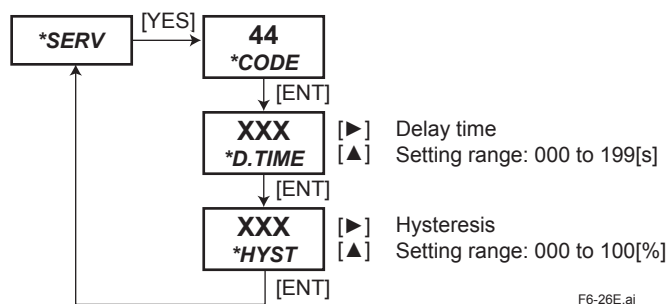 [YES]
*SERV
44
*CODE
[ENT]
XXX
*D.TIME
[►] Delay time
[▲] Setting range: 000 to 199[s]
[ENT]
XXX
*HYST
[►] Hysteresis
[▲] Setting range: 000 to 100[%]
[ENT]
F6-26E.ai